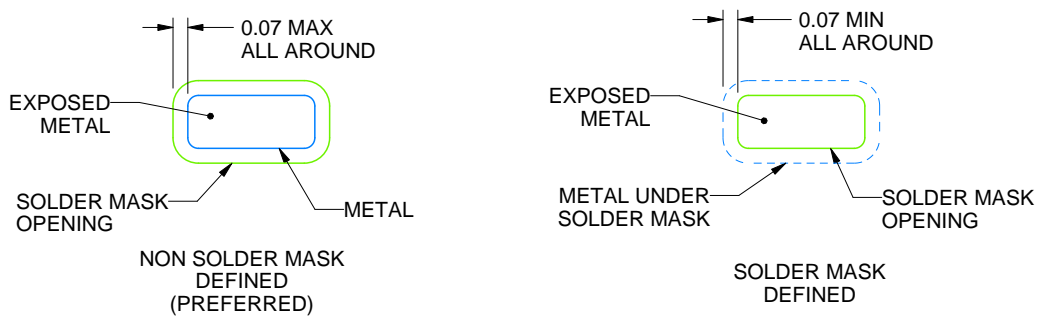 0.07 MAX
ALL AROUND
EXPOSED
METAL
SOLDER MASK
OPENING
METAL
NON SOLDER MASK
DEFINED
(PREFERRED)
0.07 MIN
ALL AROUND
EXPOSED
METAL
METAL UNDER
SOLDER MASK
SOLDER MASK
OPENING
SOLDER MASK
DEFINED